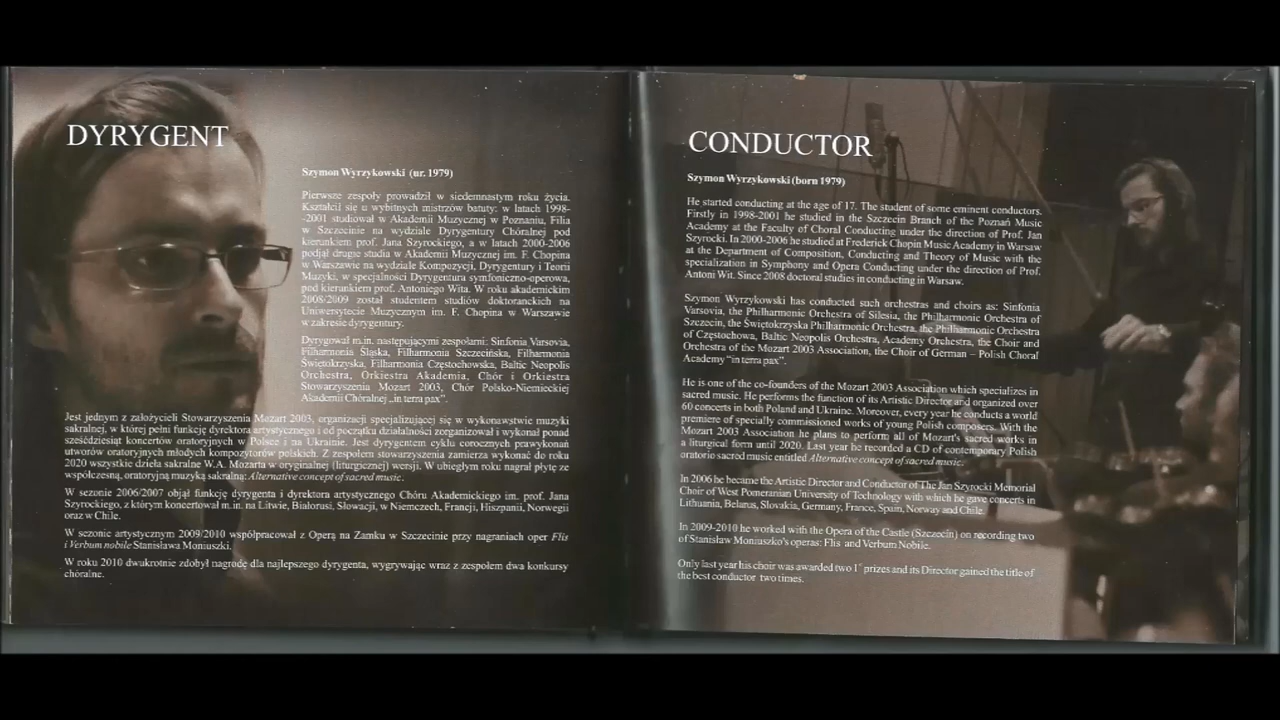 DYRYGENT
Szymon Wyrzykowski (ur. 1979)
Pierwsze zespoły prowadził w siedemnastym roku życia.
Kształcił się u wybitnych mistrzów batuty: w latach 1998-
-2001 studiował w Akademii Muzycznej w Poznaniu, Filia
w Szczecinie na wydziale Dyrygentury Chóralnej pod
kierunkiem prof. Jana Szyrockiego, a w latach 2000-2006
podjął drugie studia w Akademii Muzycznej im. F. Chopina
w Warszawie na wydziale Kompozycji, Dyrygentury i Teorii
Muzyki, w specjalności Dyrygentura symfoniczno-operowa,
pod kierunkiem prof. Antoniego Wita. W roku akademickim
2008/2009 został studentem studiów doktoranckich na
Uniwersytecie Muzycznym im. F. Chopina w Warszawie
w zakresie dyrygentury.
Dyrygował m.in. następującymi zespołami: Sinfonia Varsovia,
Filharmonia Śląska, Filharmonia Szczecińska, Filharmonia
Świętokrzyska, Filharmonia Częstochowska, Baltic Neopolis
Orchestra, Orkiestra Akademia, Chór i Orkiestra
Stowarzyszenia Mozart 2003, Chór Polsko-Niemieckiej
Akademii Chóralnej „in terra pax".
Jest jednym z założycieli Stowarzyszenia Mozart 2003, organizacji specjalizującej się w wykonawstwie muzyki
sakralnej, w której pełni funkcję dyrektora artystycznego i od początku działalności zorganizował i wykonał ponad
sześćdziesiąt koncertów oratoryjnych w Polsce i na Ukrainie. Jest dyrygentem cyklu corocznych prawykonań
utworów oratoryjnych młodych kompozytorów polskich. Z zespołem stowarzyszenia zamierza wykonać do roku
2020 wszystkie dzieła sakralne W.A. Mozarta w oryginalnej (liturgicznej) wersji. W ubiegłym roku nagrał płytę ze
współczesną, oratoryjną muzyką sakralną: Alternative concept of sacred music.
W sezonie 2006/2007 objął funkcję dyrygenta i dyrektora artystycznego Chóru Akademickiego im. prof. Jana
Szyrockiego, z którym koncertował m.in. na Litwie, Białorusi, Słowacji, w Niemczech, Francji, Hiszpanii, Norwegii
oraz w Chile.
W sezonie artystycznym 2009/2010 współpracował z Operą na Zamku w Szczecinie przy nagraniach oper Flis
i Verbum nobile Stanisława Moniuszki.
W roku 2010 dwukrotnie zdobył nagrodę dla najlepszego dyrygenta, wygrywając wraz z zespołem dwa konkursy
chóralne.
CONDUCTOR
Szymon Wyrzykowski (born 1979)
He started conducting at the age of 17. The student of some eminent conductors.
Firstly in 1998-2001 he studied in the Szczecin Branch of the Poznań Music
Academy at the Faculty of Choral Conducting under the direction of Prof. Jan
Szyrocki. In 2000-2006 he studied at Frederick Chopin Music Academy in Warsaw
at the Department of Composition, Conducting and Theory of Music with the
specialization in Symphony and Opera Conducting under the direction of Prof.
Antoni Wit. Since 2008 doctoral studies in conducting in Warsaw.
Szymon Wyrzykowski has conducted such orchestras and choirs as: Sinfonia
Varsovia, the Philharmonic Orchestra of Silesia, the Philharmonic Orchestra of
Szczecin, the Świętokrzyska Philharmonic Orchestra, the Philharmonic Orchestra
of Częstochowa, Baltic Neopolis Orchestra, Academy Orchestra, the Choir and
Orchestra of the Mozart 2003 Association, the Choir of German – Polish Choral
Academy "in terra pax".
He is one of the co-founders of the Mozart 2003 Association which specializes in
sacred music. He performs the function of its Artistic Director and organized over
60 concerts in both Poland and Ukraine. Moreover, every year he conducts a world
premiere of specially commissioned works of young Polish composers. With the
Mozart 2003 Association he plans to perform all of Mozart's sacred works in
a liturgical form until 2020. Last year he recorded a CD of contemporary Polish
oratorio sacred music entitled Alternative concept of sacred music.
In 2006 he became the Artistic Director and Conductor of The Jan Szyrocki Memorial
Choir of West Pomeranian University of Technology with which he gave concerts in
Lithuania, Belarus, Slovakia, Germany, France, Spain, Norway and Chile.
In 2009-2010 he worked with the Opera of the Castle (Szczecin) on recording two
of Stanisław Moniuszko's operas: Flis and Verbum Nobile.
Only last year his choir was awarded two 1st prizes and its Director gained the title of
the best conductor two times.